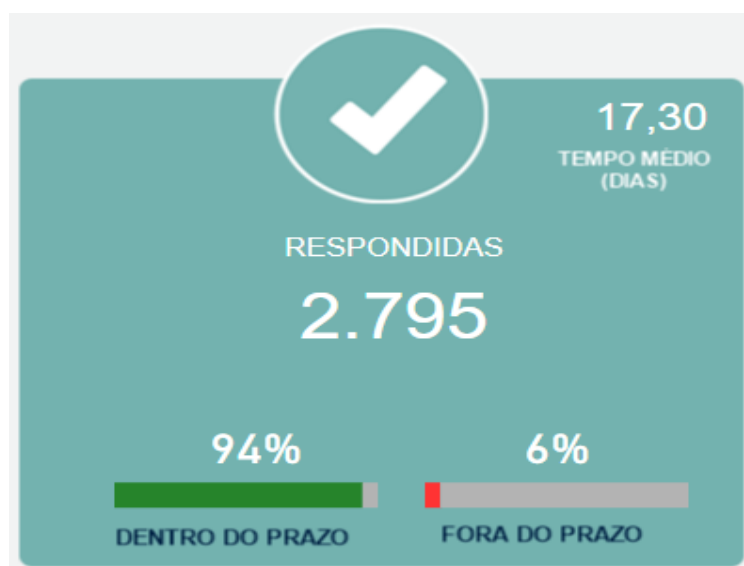 17,30
TEMPO MÉDIO
(DIAS)
RESPONDIDAS
2.795
94%
6%
DENTRO DO PRAZO
FORA DO PRAZO